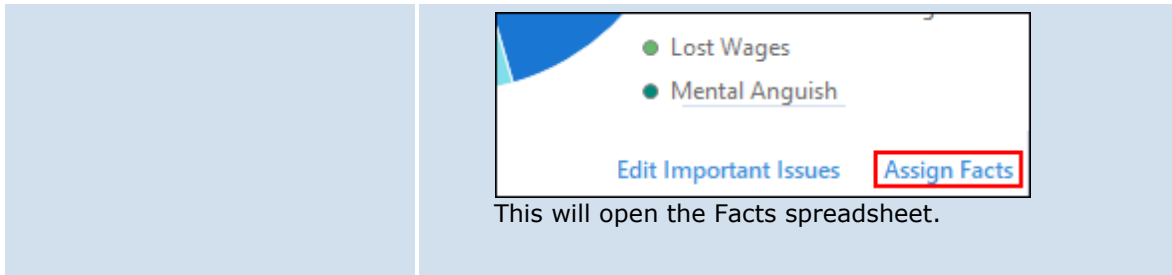 Lost Wages
Mental Anguish
Edit Important Issues Assign Facts
This will open the Facts spreadsheet.